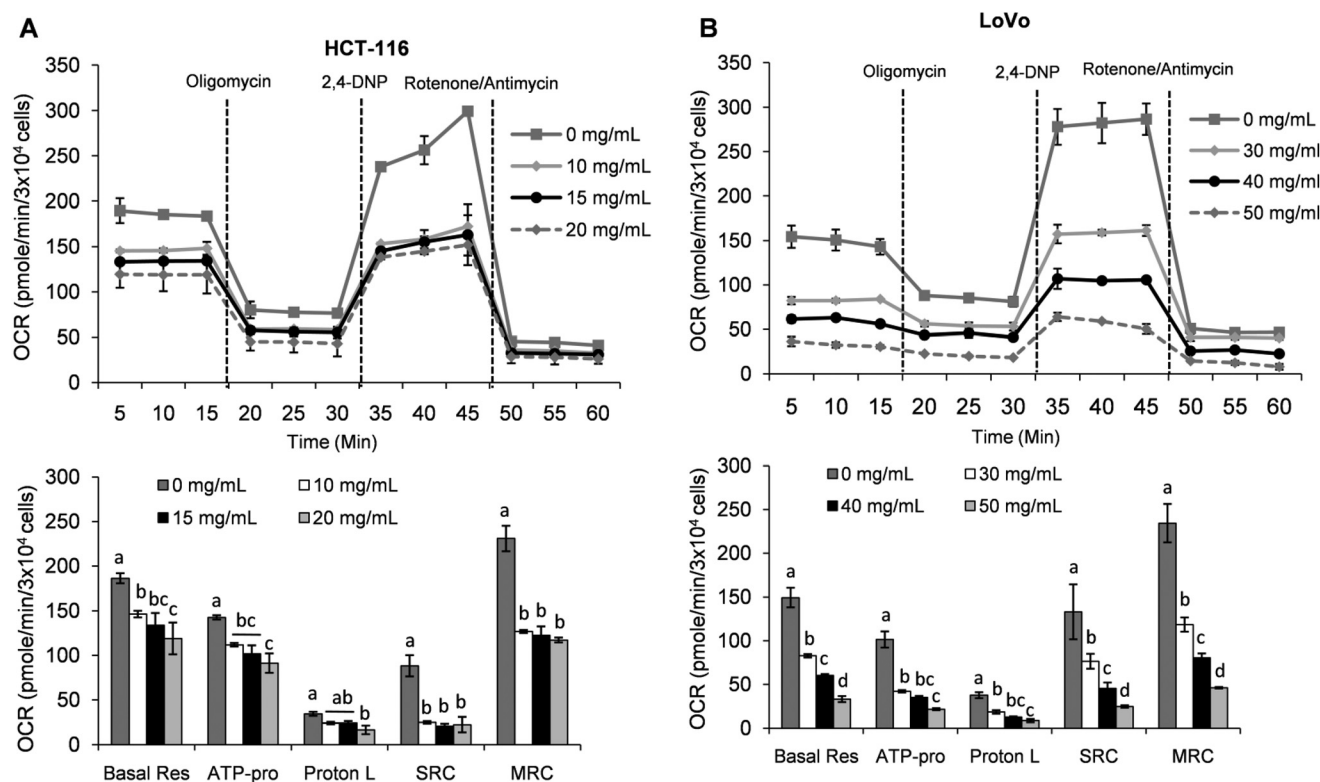 A
HCT-116
350
300
250
200
150
100
50
0
OCR (pmole/min/3x10⁴ cells)
Oligomycin
2,4-DNP
Rotenone/Antimycin
0 mg/mL
10 mg/mL
15 mg/mL
20 mg/mL
5 10 15 20 25 30 35 40 45 50 55 60
Time (Min)
B
LoVo
350
300
250
200
150
100
50
0
OCR (pmole/min/3x10⁴ cells)
Oligomycin
2,4-DNP
Rotenone/Antimycin
0 mg/mL
30 mg/ml
40 mg/ml
50 mg/ml
5 10 15 20 25 30 35 40 45 50 55 60
Time (Min)
300
250
200
150
100
50
0
OCR (pmole/min/3x10⁴ cells)
0 mg/mL 10 mg/mL
15 mg/mL 20 mg/mL
a b bc c
a bc c
a ab b
a b b b
a b b b
Basal Res ATP-pro Proton L SRC MRC
300
250
200
150
100
50
0
OCR (pmole/min/3x10⁴ cells)
0 mg/mL 30 mg/mL
40 mg/mL 50 mg/mL
a b c d
a b bc c
a b bc c
a b c d
a b c d
Basal Res ATP-pro Proton L SRC MRC